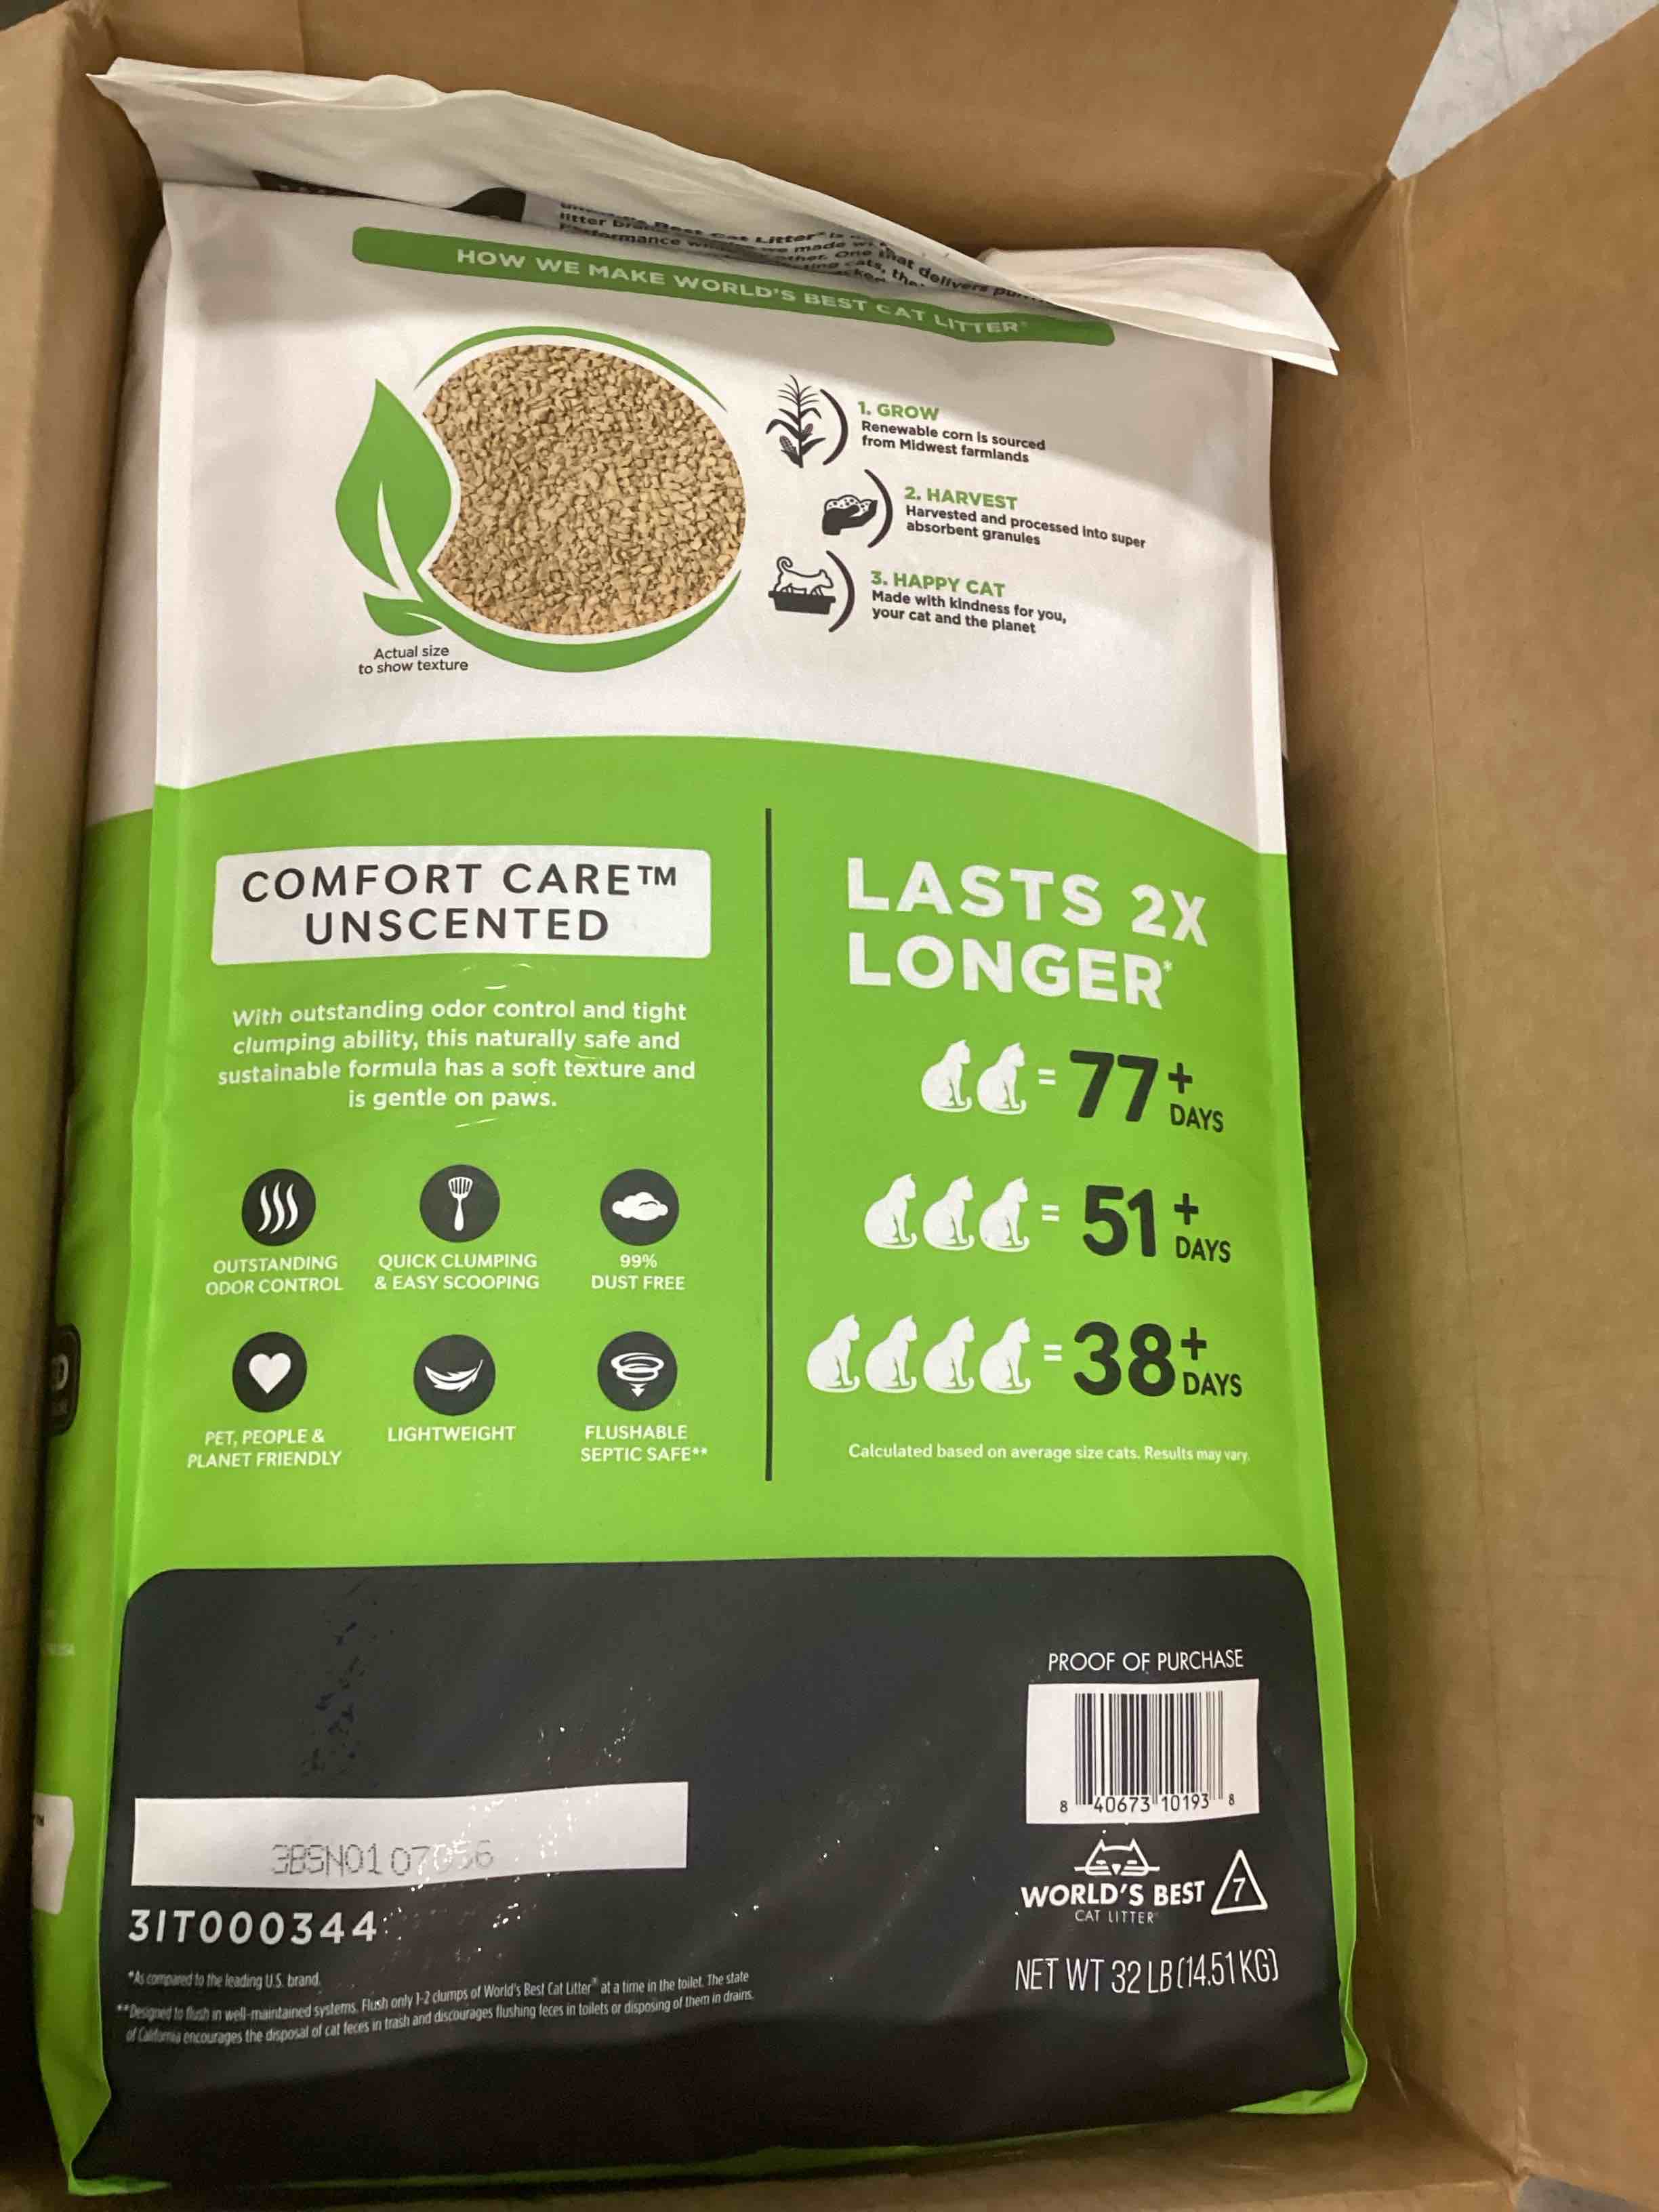 litter
Performance
that delivers
HOW WE MAKE WORLD'S BEST CAT LITTER®
1. GROW
Renewable corn is sourced
from Midwest farmlands
2. HARVEST
Harvested and processed into super
absorbent granules
3. HAPPY CAT
Made with kindness for you,
your cat and the planet
Actual size
to show texture
COMFORT CARE™
UNSCENTED
With outstanding odor control and tight
clumping ability, this naturally safe and
sustainable formula has a soft texture and
is gentle on paws.
OUTSTANDING
ODOR CONTROL
QUICK CLUMPING
& EASY SCOOPING
99%
DUST FREE
PET, PEOPLE &
PLANET FRIENDLY
LIGHTWEIGHT
FLUSHABLE
SEPTIC SAFE**
LASTS 2X
LONGER*
= 77+
DAYS
= 51+
DAYS
= 38+
DAYS
Calculated based on average size cats. Results may vary.
PROOF OF PURCHASE
8 40673 10193 8
WORLD'S BEST
CAT LITTER
7
NET WT 32 LB (14.51 KG)
3IT000344
*As compared to the leading U.S. brand.
**Designed to flush in well-maintained systems. Flush only 1-2 clumps of World's Best Cat Litter® at a time in the toilet. The state
of California encourages the disposal of cat feces in trash and discourages flushing feces in toilets or disposing of them in drains.